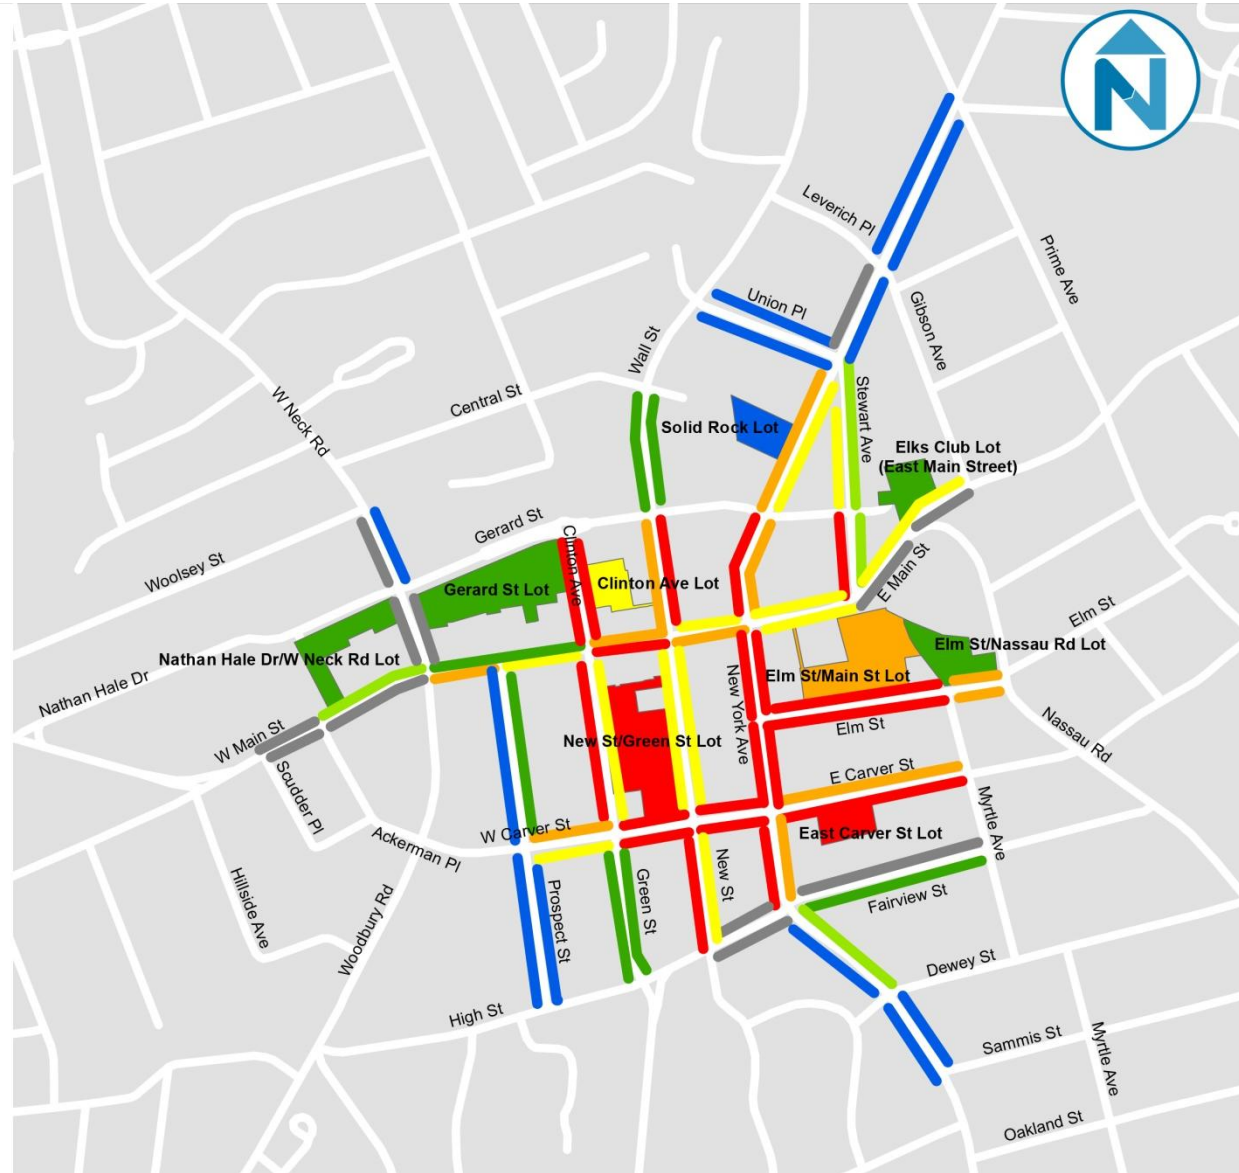 N
Leverich Pl
Prime Ave
Union Pl
Gibson Ave
Wall St
W Neck Rd
Central St
Stewart Ave
Solid Rock Lot
Elks Club Lot
(East Main Street)
Gerard St
Clinton Ave
Woolsey St
Gerard St Lot
Clinton Ave Lot
E Main St
Elm St
Nathan Hale Dr/W Neck Rd Lot
Elm St/Nassau Rd Lot
Nathan Hale Dr
Elm St/Main St Lot
New York Ave
W Main St
New St/Green St Lot
Elm St
Nassau Rd
E Carver St
Scudder Pl
Ackerman Pl
W Carver St
East Carver St Lot
Myrtle Ave
Hillside Ave
Woodbury Rd
Prospect St
Green St
New St
Fairview St
Dewey St
High St
Sammis St
Myrtle Ave
Oakland St